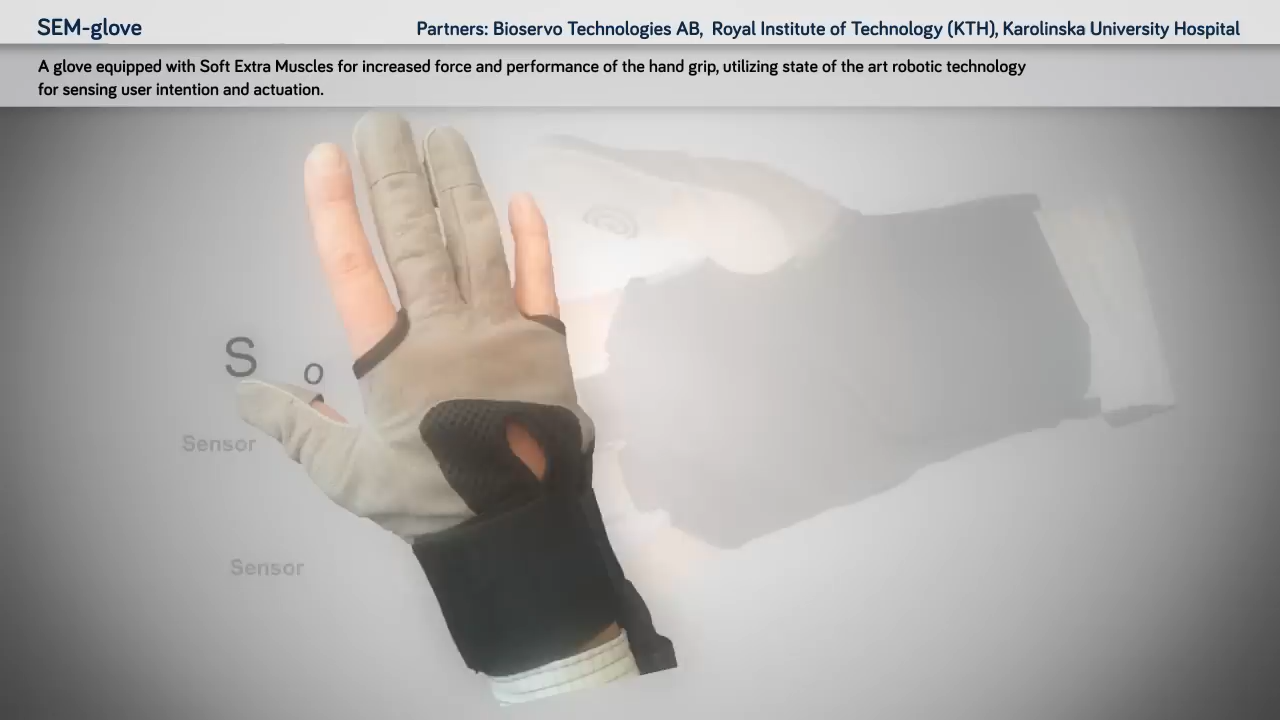 SEM-glove
Partners: Bioservo Technologies AB, Royal Institute of Technology (KTH), Karolinska University Hospital
A glove equipped with Soft Extra Muscles for increased force and performance of the hand grip, utilizing state of the art robotic technology
for sensing user intention and actuation.
S o
Sensor
Sensor